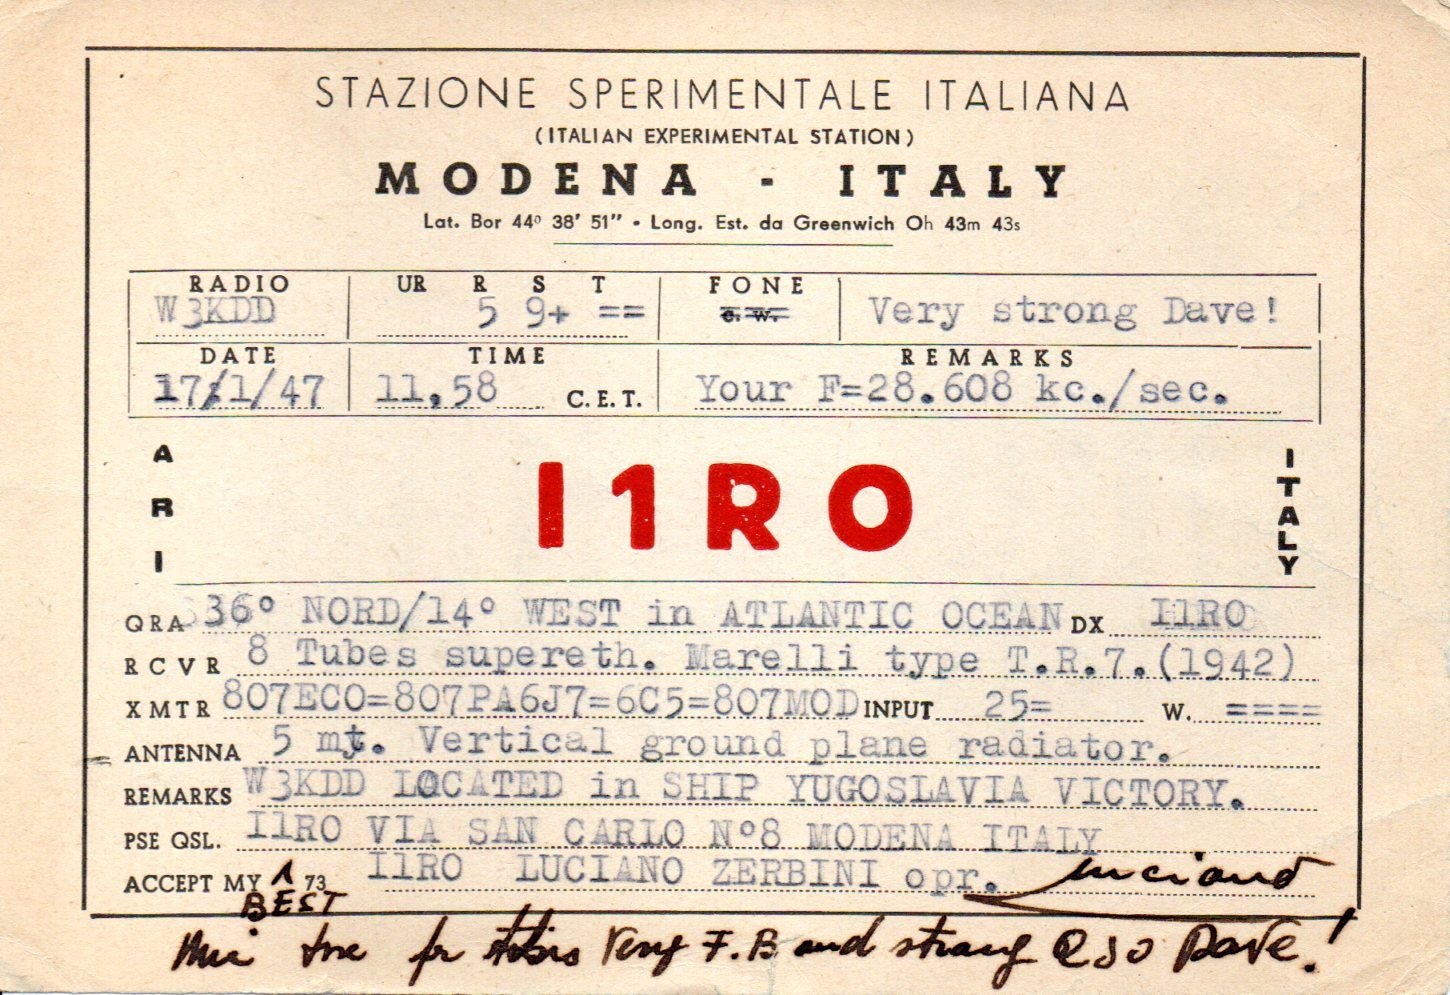 STAZIONE SPERIMENTALE ITALIANA
(ITALIAN EXPERIMENTAL STATION)
MODENA - ITALY
Lat. Bor 44º 38' 51" - Long. Est. da Greenwich Oh 43m 43s
RADIO UR R S T FONE
W3KDD 5 9+ == c. w. Very strong Dave!
DATE TIME REMARKS
17/1/47 11,58 C.E.T. Your F=28.608 kc./sec.
ARI I1RO ITALY
QRA 36° NORD/14° WEST in ATLANTIC OCEAN DX I1RO
RCVR 8 Tubes supereth. Marelli type T.R.7.(1942)
XMTR 807ECO=807PA6J7=6C5=807MOD INPUT 25= W. ====
ANTENNA 5 mt. Vertical ground plane radiator.
REMARKS W3KDD LOCATED in SHIP YUGOSLAVIA VICTORY.
PSE QSL. I1RO VIA SAN CARLO Nº8 MODENA ITALY
ACCEPT MY BEST 73 I1RO LUCIANO ZERBINI opr. Luciano
Very F.B and strong QSO Dave!